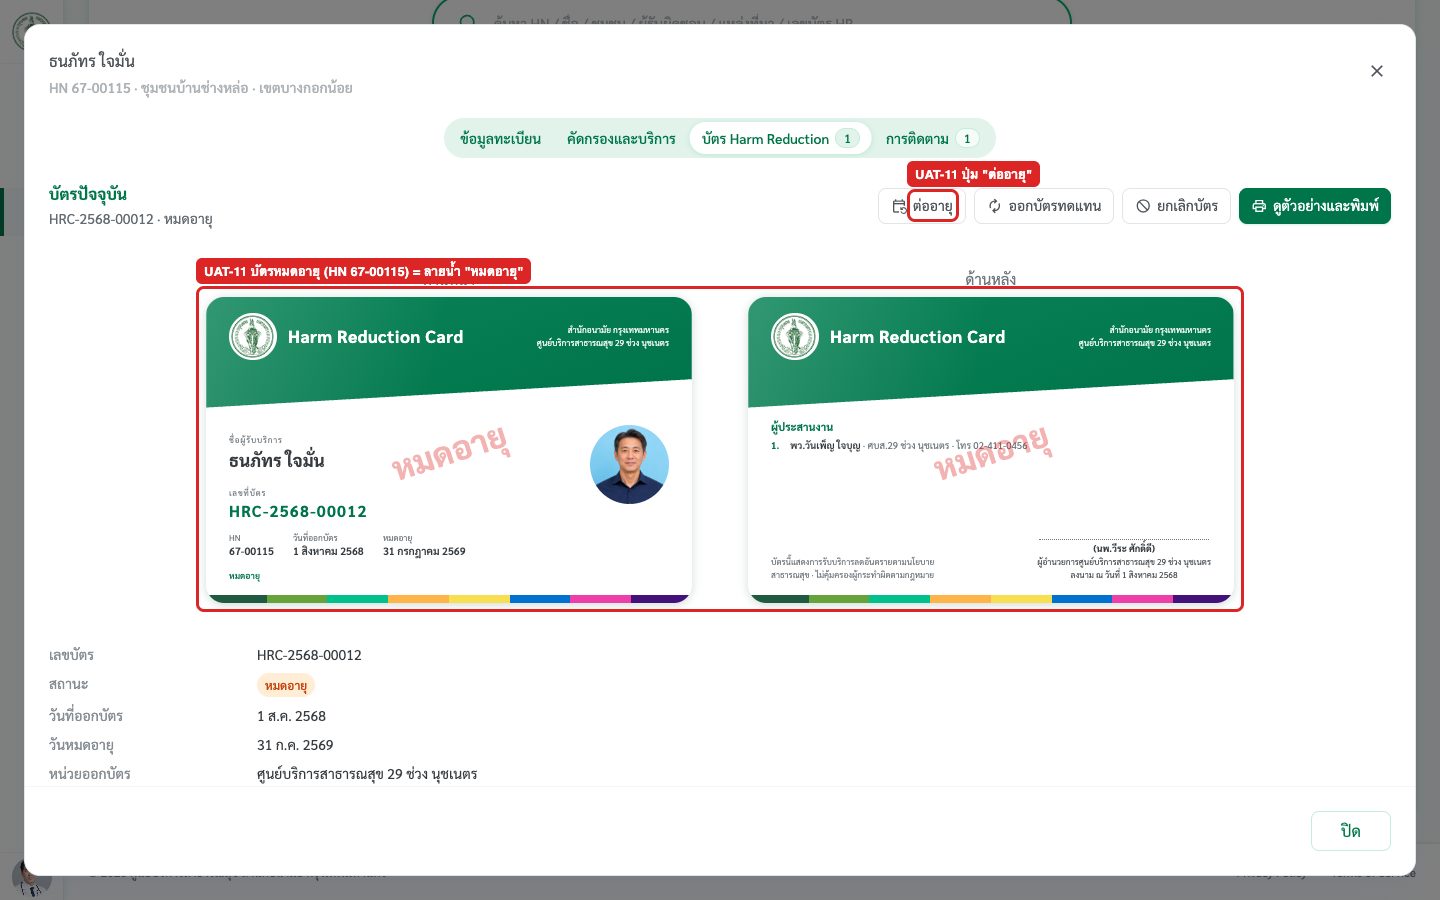 ธนภัทร ใจมั่น
HN 67-00115 · ชุมชนบ้านช่างหล่อ · เขตบางกอกน้อย
ข้อมูลทะเบียน
คัดกรองและบริการ
บัตร Harm Reduction 1
การติดตาม 1
บัตรปัจจุบัน
HRC-2568-00012 · หมดอายุ
UAT-11 ปุ่ม "ต่ออายุ"
ต่ออายุ
ออกบัตรทดแทน
ยกเลิกบัตร
ดูตัวอย่างและพิมพ์
UAT-11 บัตรหมดอายุ (HN 67-00115) = ลายน้ำ "หมดอายุ"
ด้านหลัง
Harm Reduction Card
สำนักอนามัย กรุงเทพมหานคร
ศูนย์บริการสาธารณสุข 29 ช่วง นุชเนตร
ชื่อผู้รับบริการ
ธนภัทร ใจมั่น
เลขที่บัตร
HRC-2568-00012
HN
67-00115
วันที่ออกบัตร
1 สิงหาคม 2568
หมดอายุ
31 กรกฎาคม 2569
หมดอายุ
หมดอายุ
Harm Reduction Card
สำนักอนามัย กรุงเทพมหานคร
ศูนย์บริการสาธารณสุข 29 ช่วง นุชเนตร
ผู้ประสานงาน
1. พว.วันเพ็ญ ใจบุญ · ศบส.29 ช่วง นุชเนตร · โทร 02-411-0456
หมดอายุ
บัตรนี้แสดงการรับบริการลดอันตรายตามนโยบาย
สาธารณสุข · ไม่คุ้มครองผู้กระทำผิดตามกฎหมาย
(นพ.วีระ ศักดิ์ดี)
ผู้อำนวยการศูนย์บริการสาธารณสุข 29 ช่วง นุชเนตร
ลงนาม ณ วันที่ 1 สิงหาคม 2568
เลขบัตร HRC-2568-00012
สถานะ หมดอายุ
วันที่ออกบัตร 1 ส.ค. 2568
วันหมดอายุ 31 ก.ค. 2569
หน่วยออกบัตร ศูนย์บริการสาธารณสุข 29 ช่วง นุชเนตร
ปิด